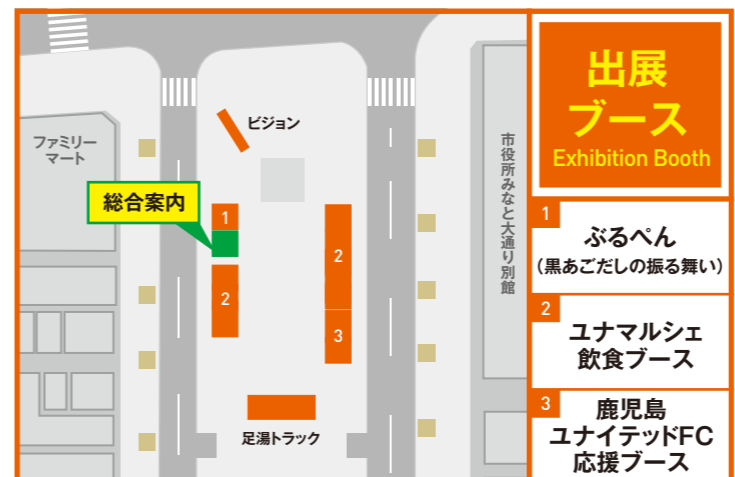 ファミリー
マート
ビジョン
総合案内
1
2
2
3
足湯トラック
市役所みなと大通り別館
出展
ブース
Exhibition Booth
1
ぶるぺん
(黒あごだしの振る舞い)
2
ユナマルシェ
飲食ブース
3
鹿児島
ユナイテッドFC
応援ブース